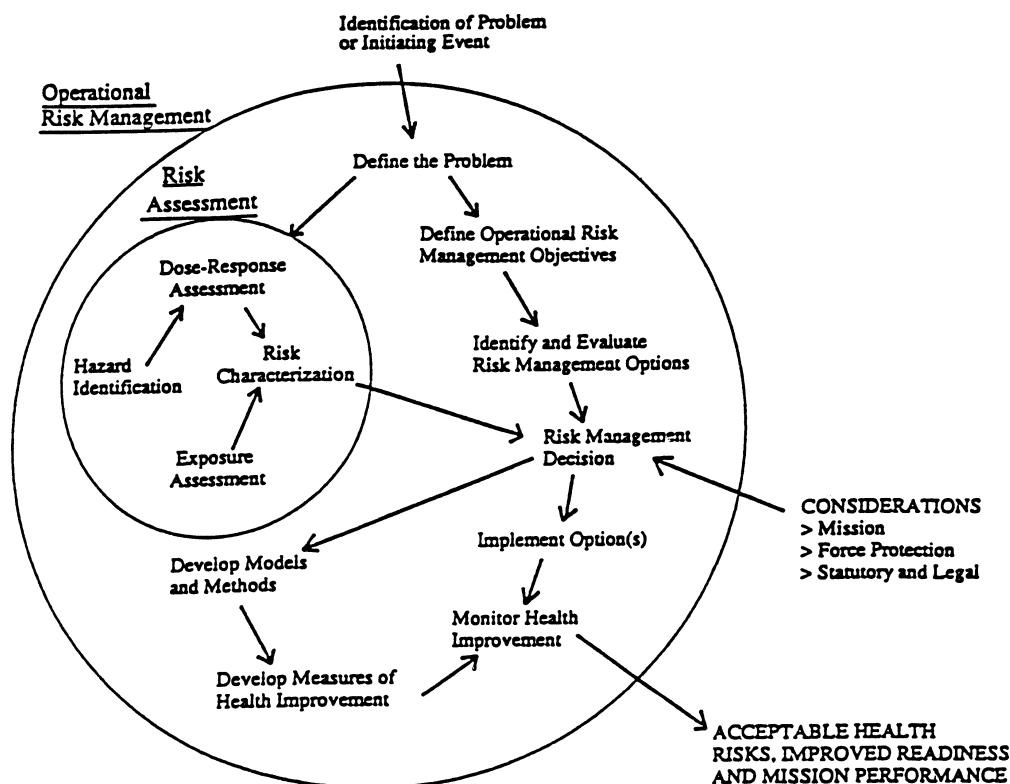 Identification of Problem
or Initiating Event
Operational
Risk Management
Define the Problem
Risk
Assessment
Define Operational Risk
Management Objectives
Dose-Response
Assessment
Identify and Evaluate
Risk Management Options
Hazard
Identification
Risk
Characterization
Risk Management
Decision
Exposure
Assessment
CONSIDERATIONS
> Mission
> Force Protection
> Statutory and Legal
Implement Option(s)
Develop Models
and Methods
Monitor Health
Improvement
Develop Measures of
Health Improvement
ACCEPTABLE HEALTH
RISKS, IMPROVED READINESS
AND MISSION PERFORMANCE